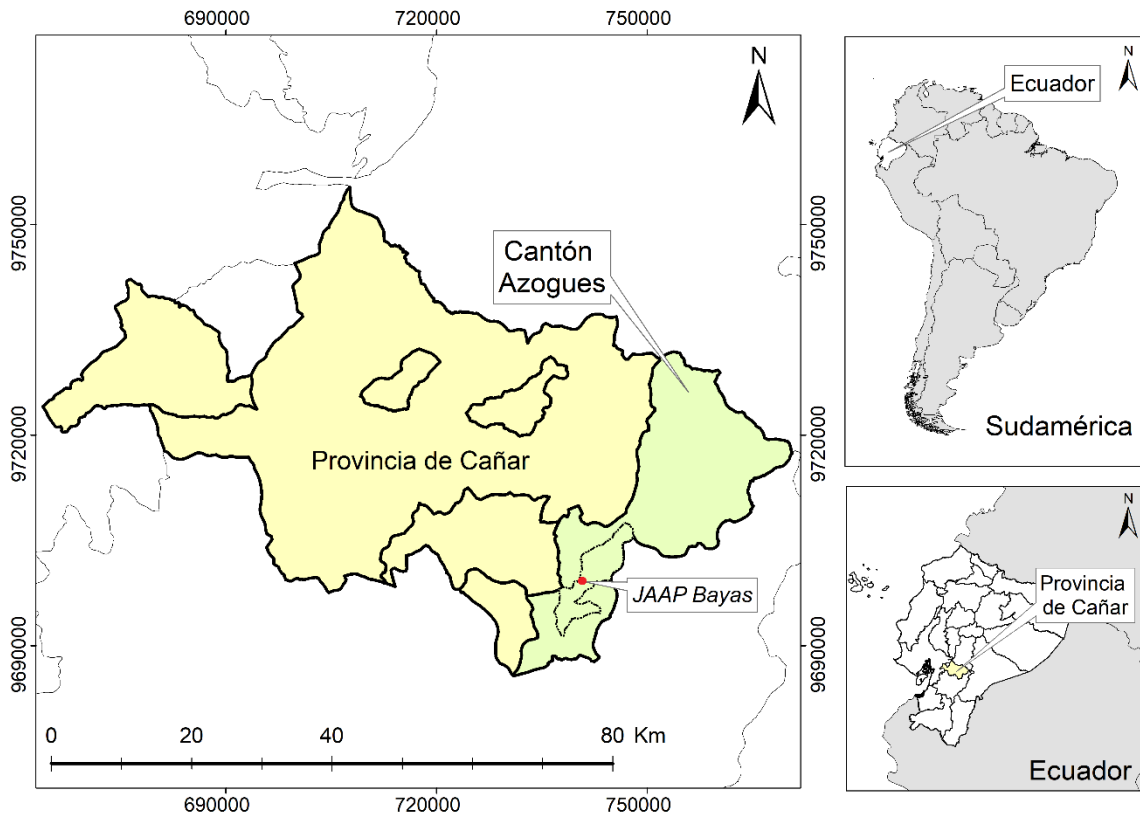 690000
720000
750000
N
9750000
9750000
Cantón
Azogues
9720000
9720000
Provincia de Cañar
JAAP Bayas
9690000
9690000
0
20
40
80 Km
690000
720000
750000
N
Ecuador
Sudamérica
N
Provincia
de Cañar
Ecuador